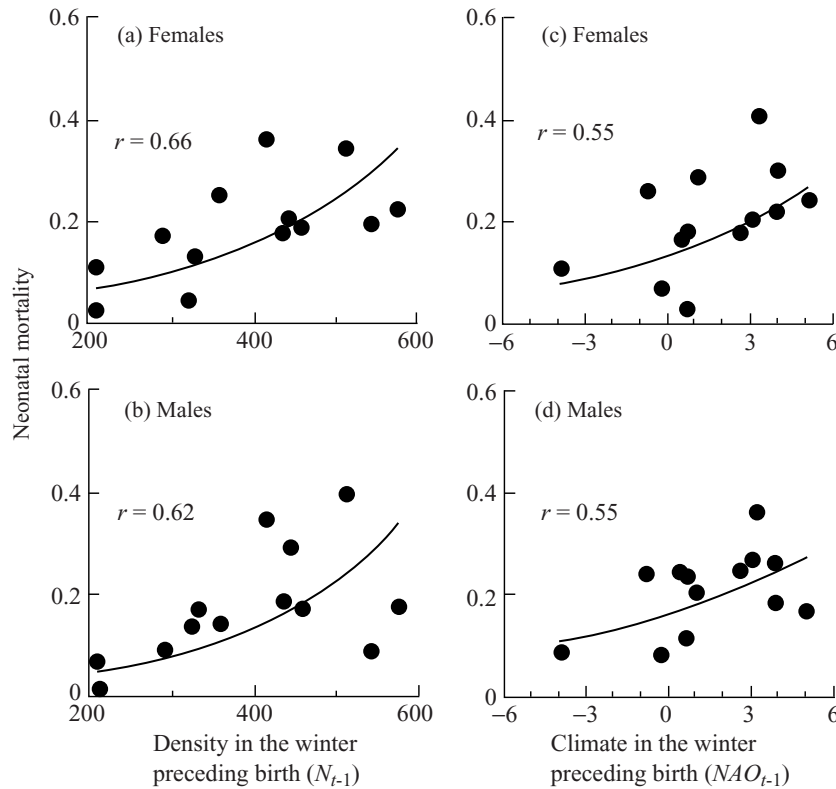 Neonatal mortality
(a) Females
r = 0.66
0.6
0.4
0.2
0
200
400
600
(c) Females
r = 0.55
0.6
0.4
0.2
0
−6
−3
0
3
6
(b) Males
r = 0.62
0.6
0.4
0.2
0
200
400
600
Density in the winter
preceding birth (Nt-1)
(d) Males
r = 0.55
0.6
0.4
0.2
0
−6
−3
0
3
6
Climate in the winter
preceding birth (NAOt-1)